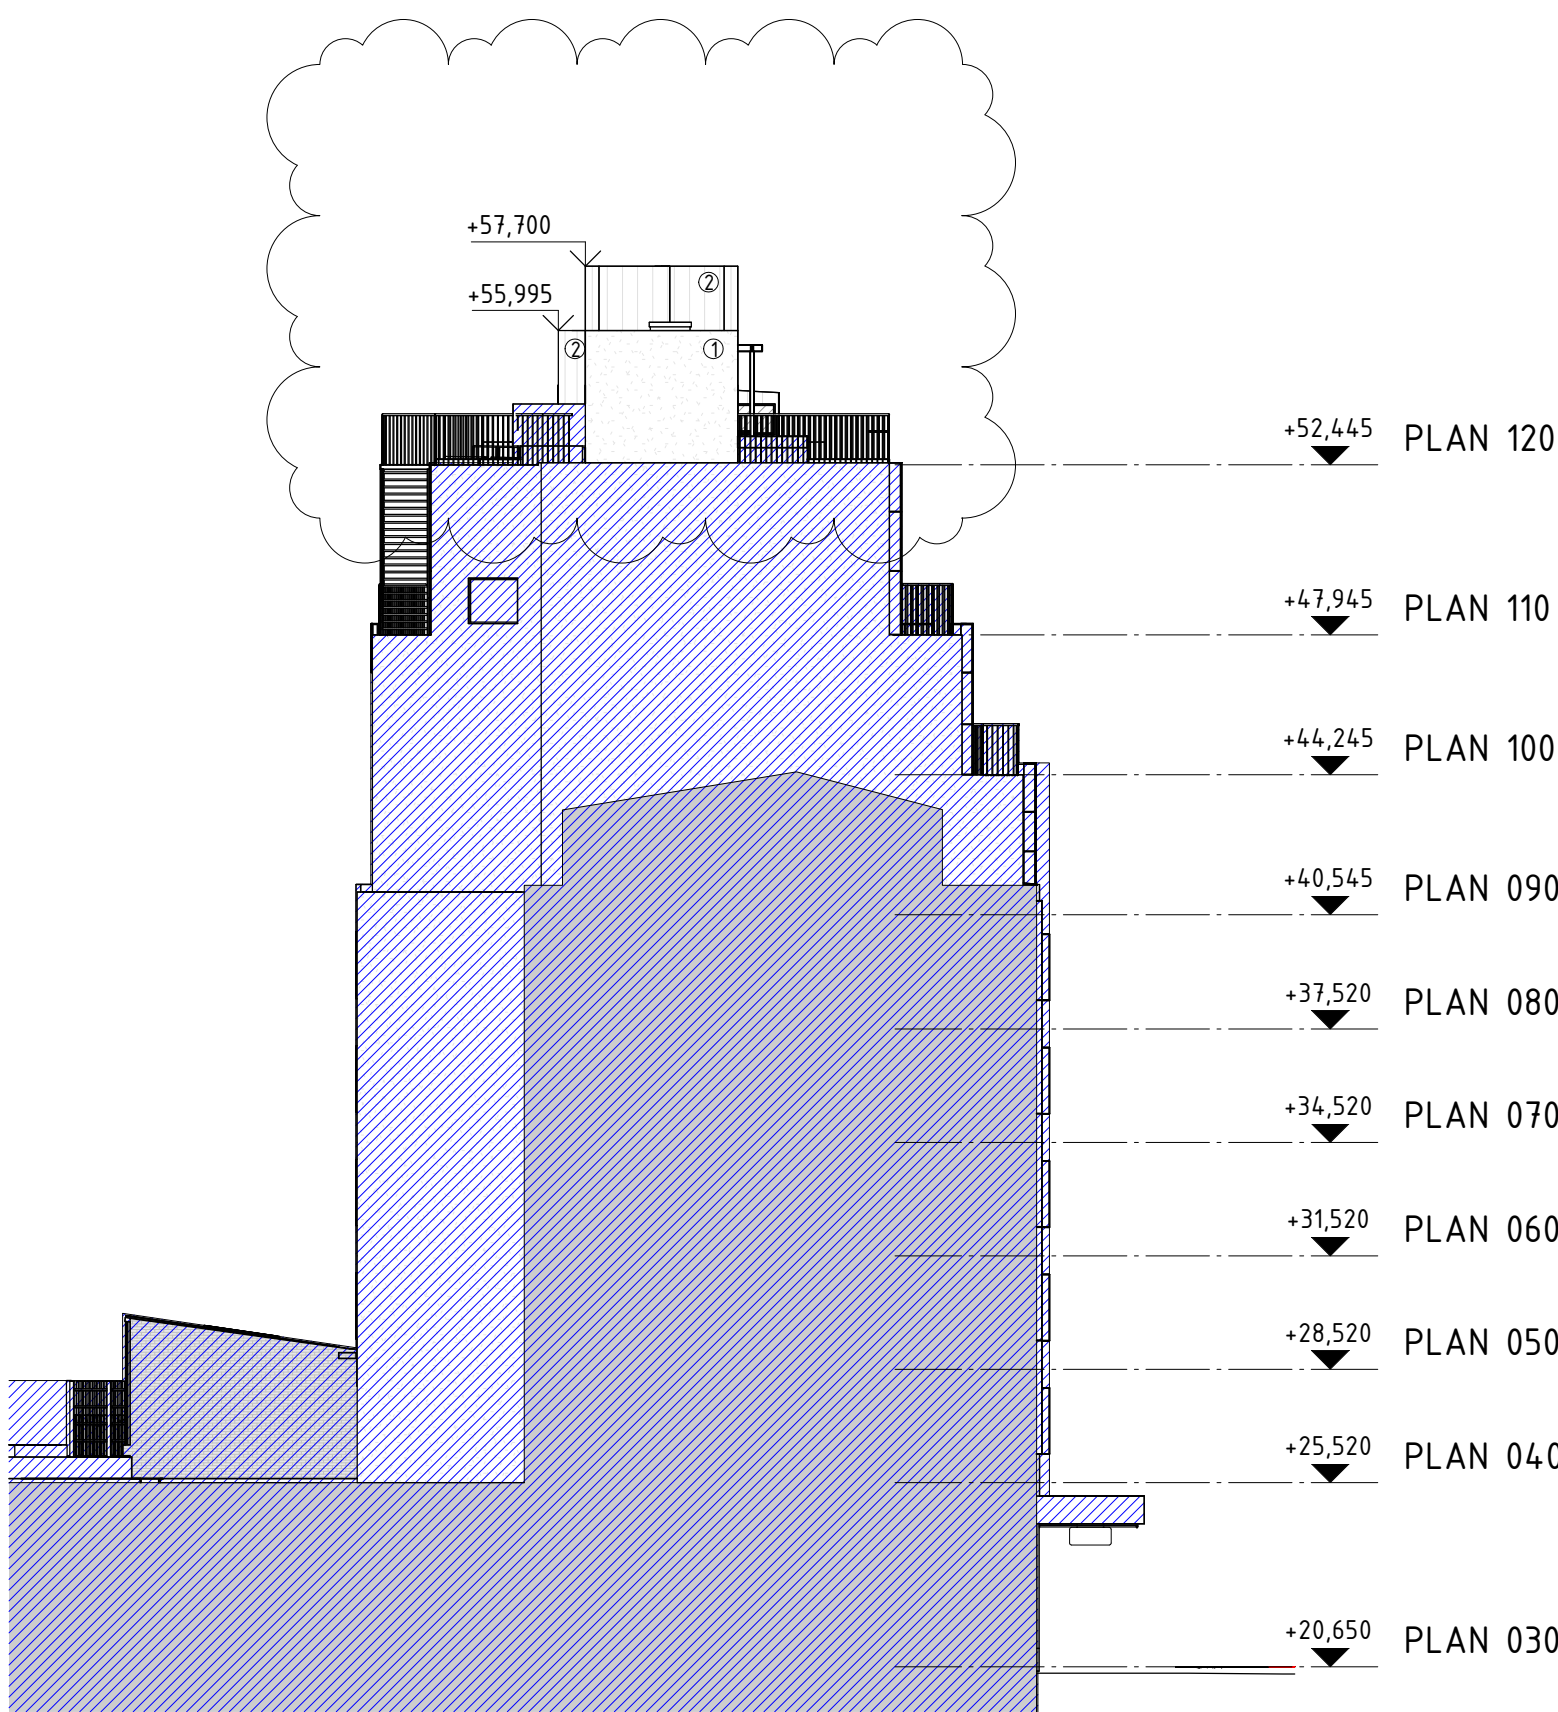 +57,700
②
+55,995
② ①
+52,445 PLAN 120
+47,945 PLAN 110
+44,245 PLAN 100
+40,545 PLAN 090
+37,520 PLAN 080
+34,520 PLAN 070
+31,520 PLAN 060
+28,520 PLAN 050
+25,520 PLAN 040
+20,650 PLAN 030